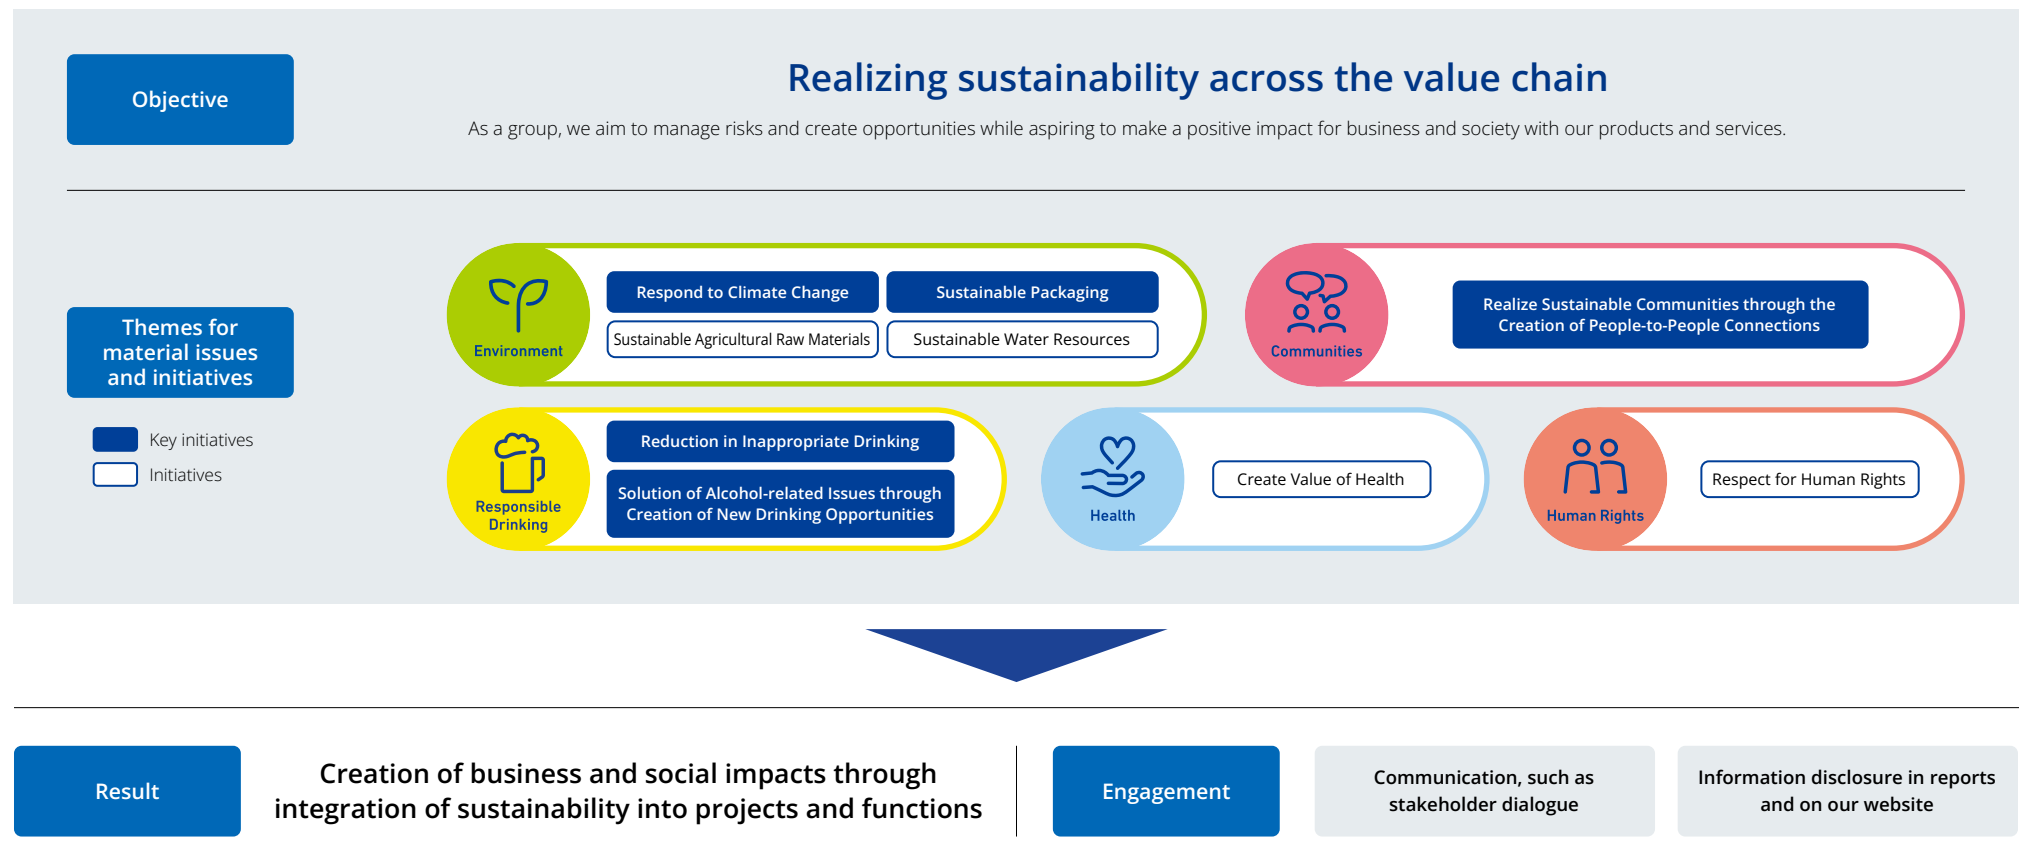 Objective
Realizing sustainability across the value chain
As a group, we aim to manage risks and create opportunities while aspiring to make a positive impact for business and society with our products and services.
Themes for
material issues
and initiatives
Key initiatives
Initiatives
Environment
Respond to Climate Change
Sustainable Packaging
Sustainable Agricultural Raw Materials
Sustainable Water Resources
Communities
Realize Sustainable Communities through the
Creation of People-to-People Connections
Responsible
Drinking
Reduction in Inappropriate Drinking
Solution of Alcohol-related Issues through
Creation of New Drinking Opportunities
Health
Create Value of Health
Human Rights
Respect for Human Rights
Result
Creation of business and social impacts through
integration of sustainability into projects and functions
Engagement
Communication, such as
stakeholder dialogue
Information disclosure in reports
and on our website